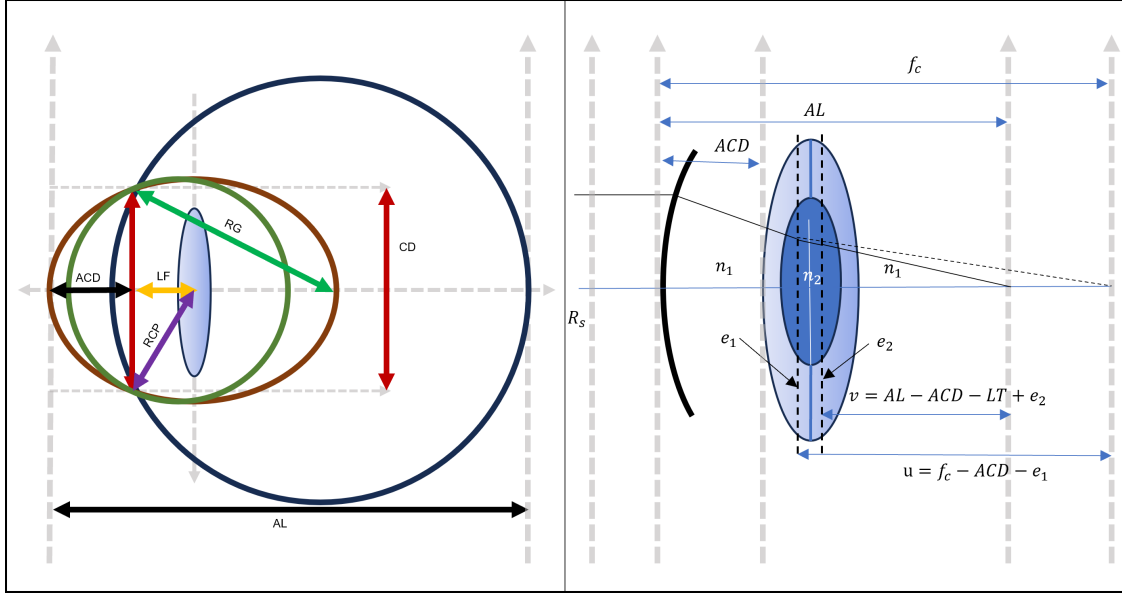 RG
CD
ACD
LF
RCP
AL
f_c
AL
ACD
n_1
n_2
n_1
R_s
e_1
e_2
v = AL − ACD − LT + e_2
u = f_c − ACD − e_1